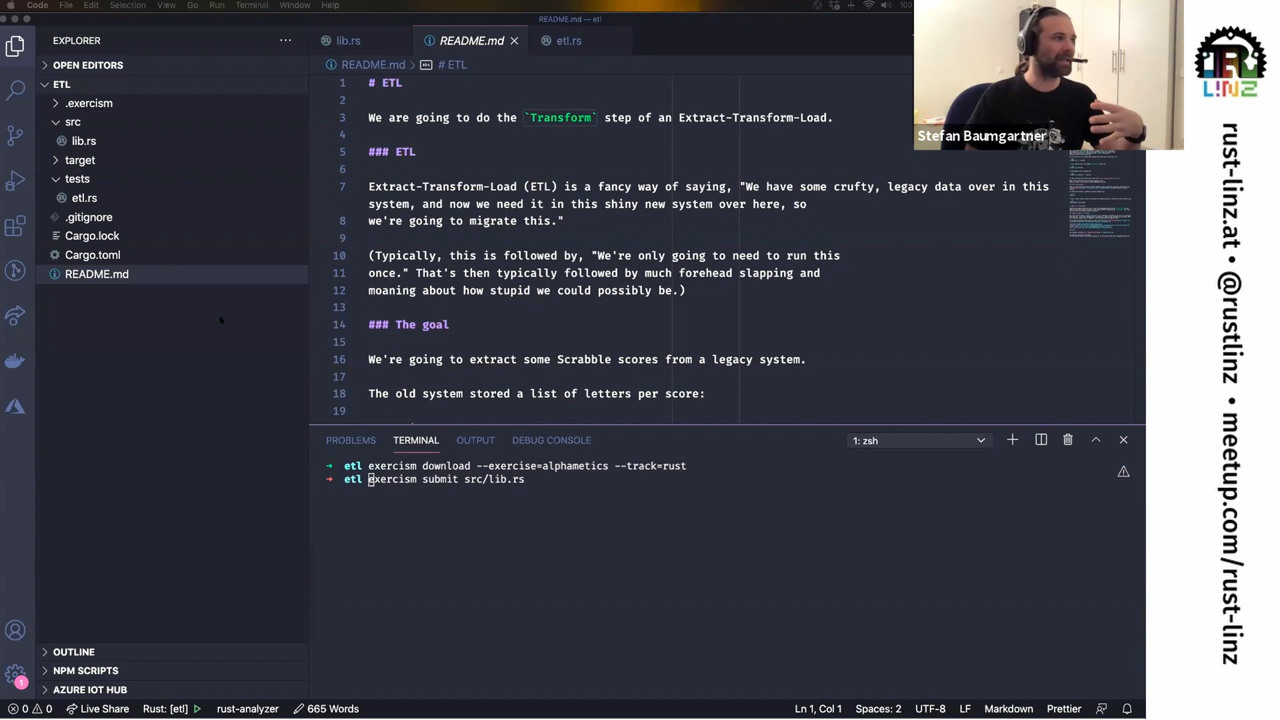 Code File Edit Selection View Go Run Terminal Window Help
README.md — etl
EXPLORER
OPEN EDITORS
ETL
.exercism
src
lib.rs
target
tests
etl.rs
.gitignore
Cargo.lock
Cargo.toml
README.md
OUTLINE
NPM SCRIPTS
AZURE IOT HUB
lib.rs README.md etl.rs
README.md > # ETL
1 # ETL
2
3 We are going to do the `Transform` step of an Extract-Transform-Load.
4
5 ### ETL
6
7 Extract-Transform-Load (ETL) is a fancy way of saying, "We have some crufty, legacy data over in this
system, and now we need it in this shiny new system over here, so
8 we're going to migrate this."
9
10 (Typically, this is followed by, "We're only going to need to run this
11 once." That's then typically followed by much forehead slapping and
12 moaning about how stupid we could possibly be.)
13
14 ### The goal
15
16 We're going to extract some Scrabble scores from a legacy system.
17
18 The old system stored a list of letters per score:
19
PROBLEMS TERMINAL OUTPUT DEBUG CONSOLE 1: zsh
→ etl exercism download --exercise=alphametics --track=rust
→ etl exercism submit src/lib.rs
1
0 0 Live Share Rust: [etl] rust-analyzer 665 Words Ln 1, Col 1 Spaces: 2 UTF-8 LF Markdown Prettier
Stefan Baumgartner
R
L!NZ
rust-linz.at • @rustlinz • meetup.com/rust-linz